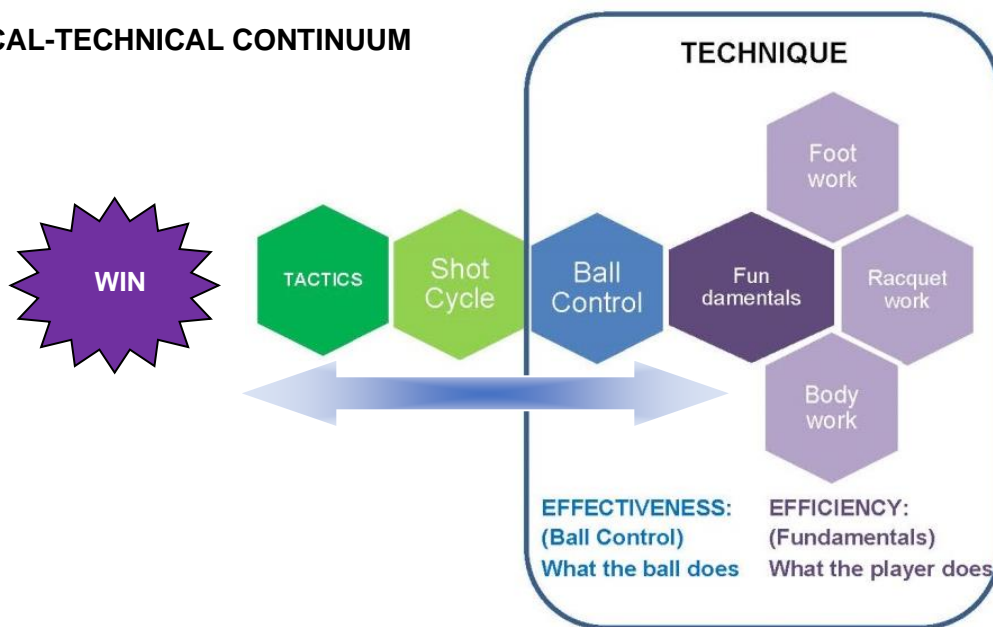 CAL-TECHNICAL CONTINUUM
TECHNIQUE
WIN
TACTICS
Shot
Cycle
Ball
Control
Fun
damentals
Foot
work
Racquet
work
Body
work
EFFECTIVENESS:
(Ball Control)
What the ball does
EFFICIENCY:
(Fundamentals)
What the player does